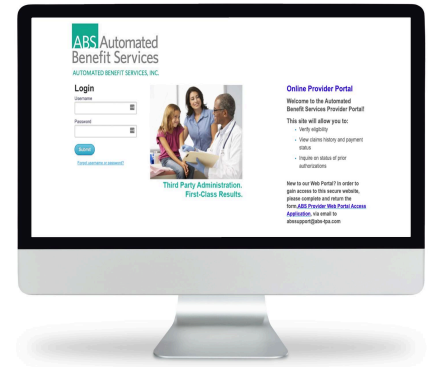 ABS Automated
Benefit Services
AUTOMATED BENEFIT SERVICES, INC.
Login
Username
Password
Submit
Forgot username or password?
Third Party Administration.
First-Class Results.
Online Provider Portal
Welcome to the Automated
Benefit Services Provider Portal!
This site will allow you to:
• Verify eligibility
• View claims history and payment
status
• Inquire on status of prior
authorizations
New to our Web Portal? In order to
gain access to this secure website,
please complete and return the
form,ABS Provider Web Portal Access
Application, via email to
abssupport@abs-tpa.com